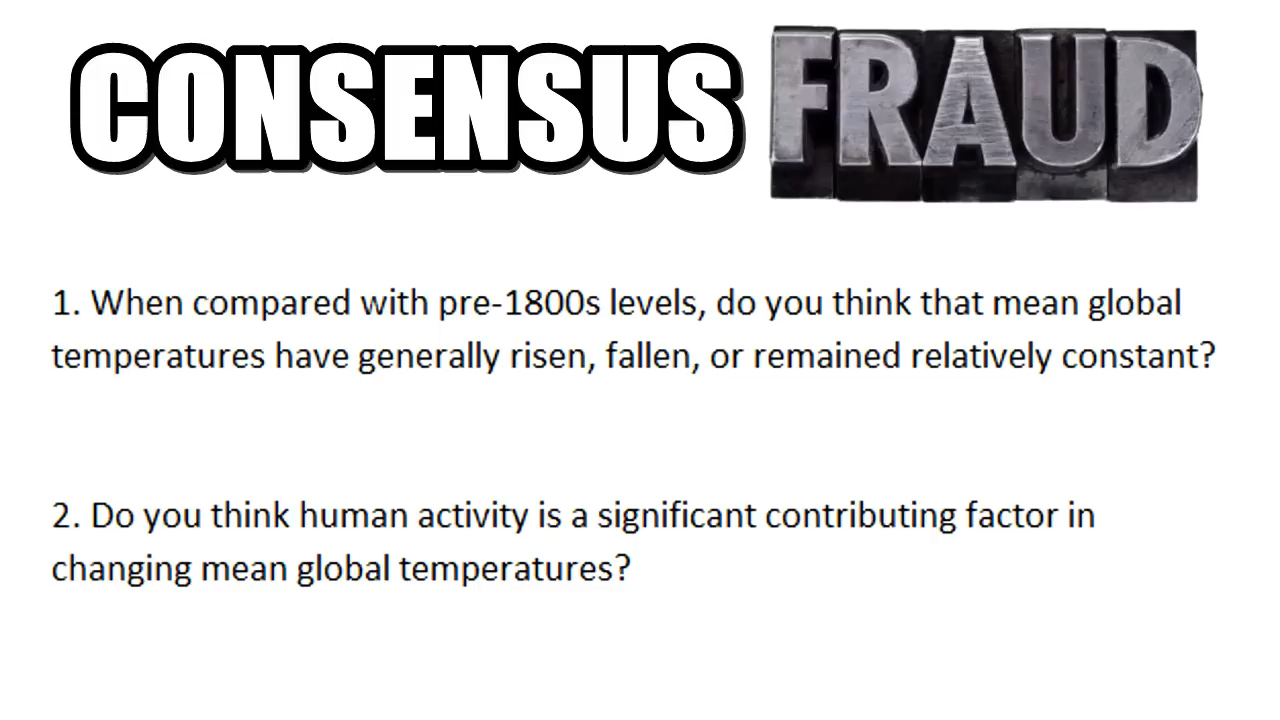 CONSENSUS FRAUD
1. When compared with pre-1800s levels, do you think that mean global
temperatures have generally risen, fallen, or remained relatively constant?
2. Do you think human activity is a significant contributing factor in
changing mean global temperatures?